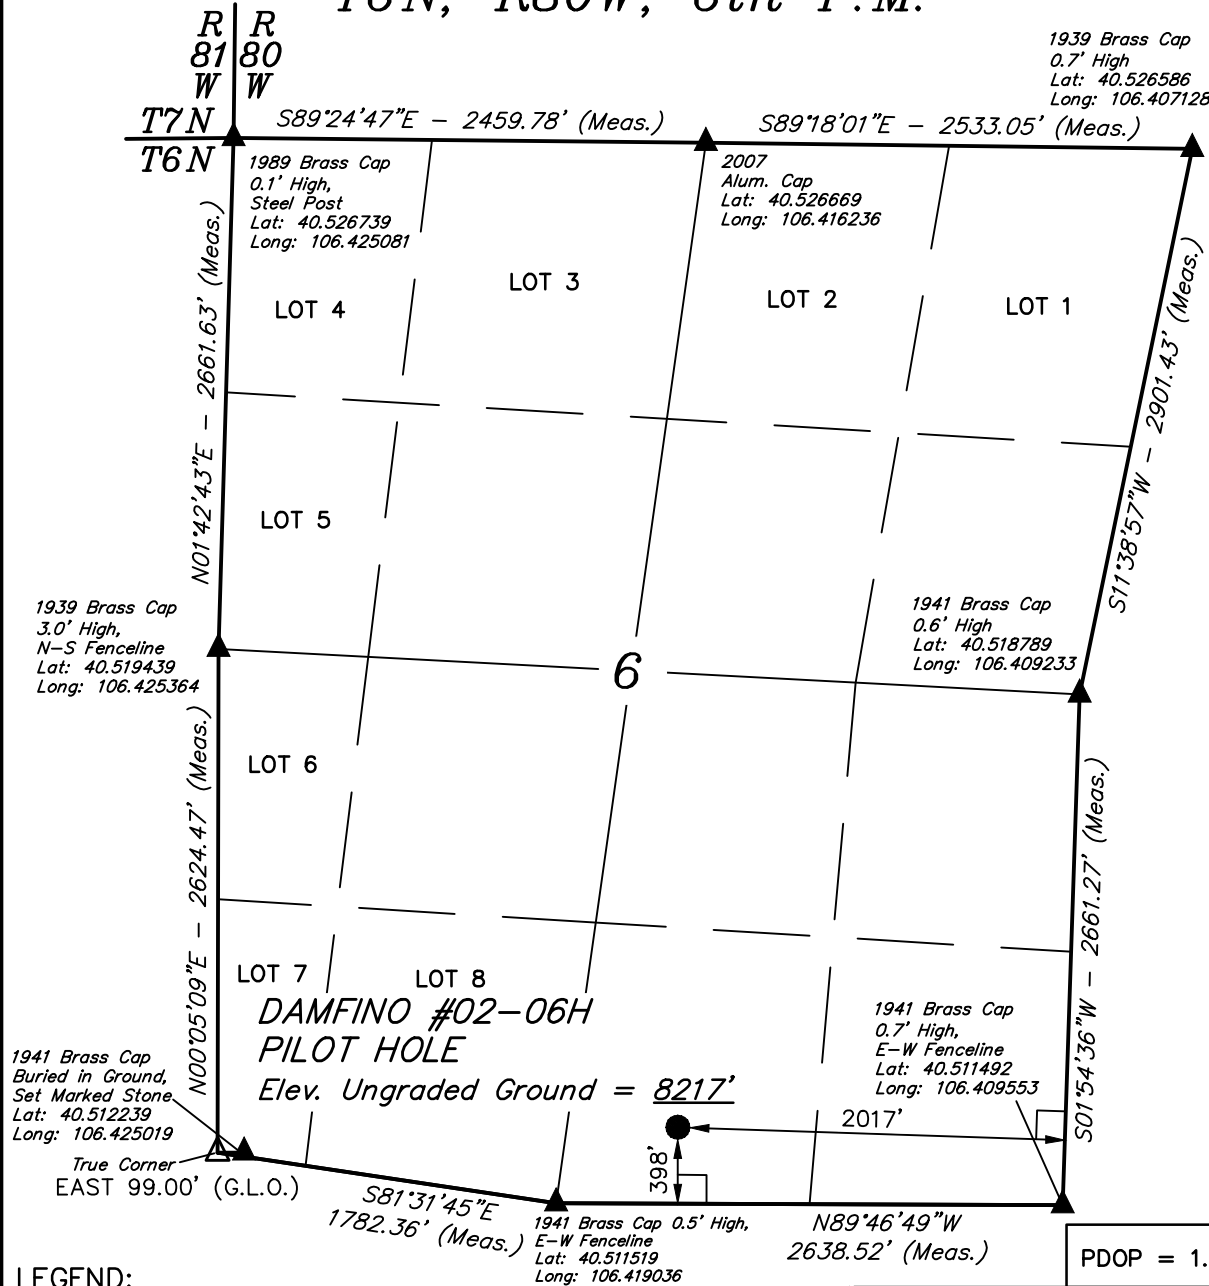 T6N, R80W, 6th P.M.
R R
81 80
W W
T7N
T6N
S89°24'47"E - 2459.78' (Meas.)
S89°18'01"E - 2533.05' (Meas.)
1939 Brass Cap
0.7' High
Lat: 40.526586
Long: 106.407128
1989 Brass Cap
0.1' High,
Steel Post
Lat: 40.526739
Long: 106.425081
2007
Alum. Cap
Lat: 40.526669
Long: 106.416236
N01°42'43"E - 2661.63' (Meas.)
LOT 4
LOT 3
LOT 2
LOT 1
S11°38'57"W - 2901.43' (Meas.)
LOT 5
1939 Brass Cap
3.0' High,
N-S Fenceline
Lat: 40.519439
Long: 106.425364
6
1941 Brass Cap
0.6' High
Lat: 40.518789
Long: 106.409233
N00°05'09"E - 2624.47' (Meas.)
LOT 6
S01°54'36"W - 2661.27' (Meas.)
LOT 7
LOT 8
DAMFINO #02-06H
PILOT HOLE
Elev. Ungraded Ground = 8217'
1941 Brass Cap
0.7' High,
E-W Fenceline
Lat: 40.511492
Long: 106.409553
1941 Brass Cap
Buried in Ground,
Set Marked Stone
Lat: 40.512239
Long: 106.425019
2017'
398'
True Corner
EAST 99.00' (G.L.O.)
S81°31'45"E
1782.36' (Meas.)
1941 Brass Cap 0.5' High,
E-W Fenceline
Lat: 40.511519
Long: 106.419036
N89°46'49"W
2638.52' (Meas.)
PDOP = 1.
LEGEND: